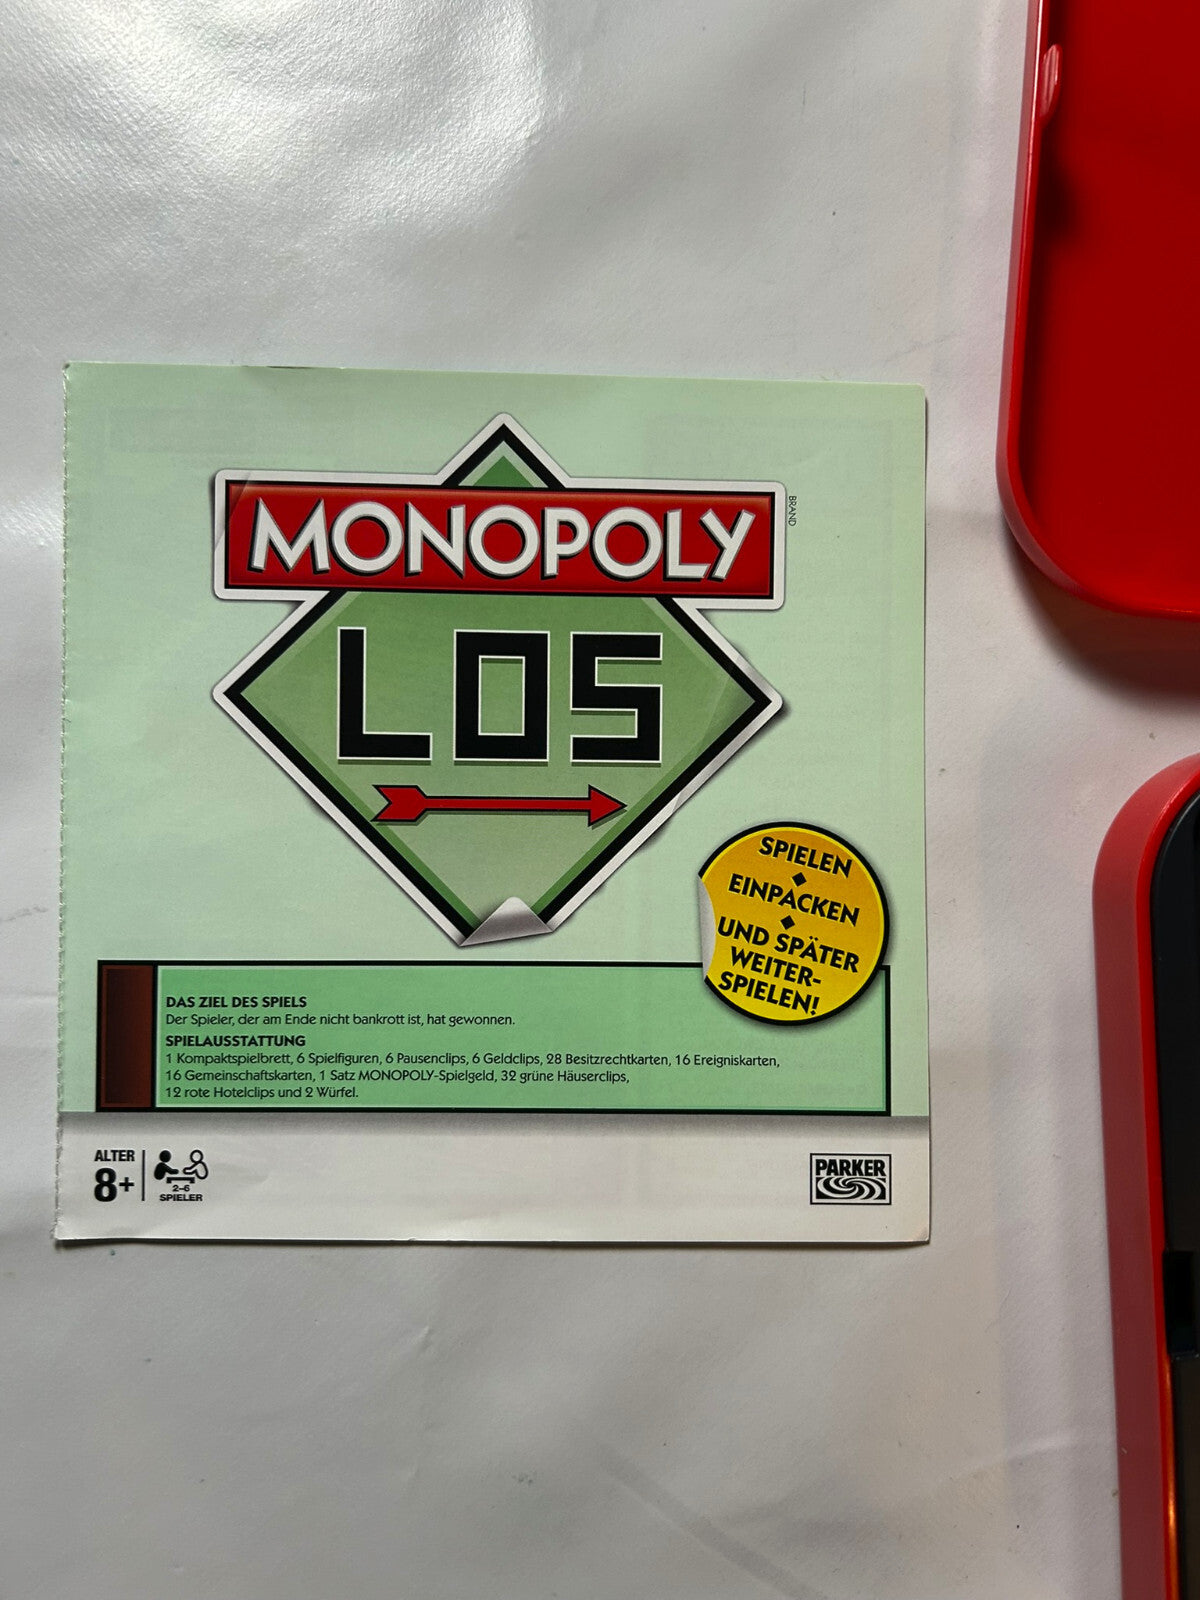 MONOPOLY
BRAND
LOS
SPIELEN
EINPACKEN
UND SPÄTER
WEITER-
SPIELEN!
DAS ZIEL DES SPIELS
Der Spieler, der am Ende nicht bankrott ist, hat gewonnen.
SPIELAUSSTATTUNG
1 Kompaktspielbrett, 6 Spielfiguren, 6 Pausenclips, 6 Geldclips, 28 Besitzrechtkarten, 16 Ereigniskarten,
16 Gemeinschaftskarten, 1 Satz MONOPOLY-Spielgeld, 32 grüne Häuserclips,
12 rote Hotelclips und 2 Würfel.
ALTER
8+
2-6
SPIELER
PARKER